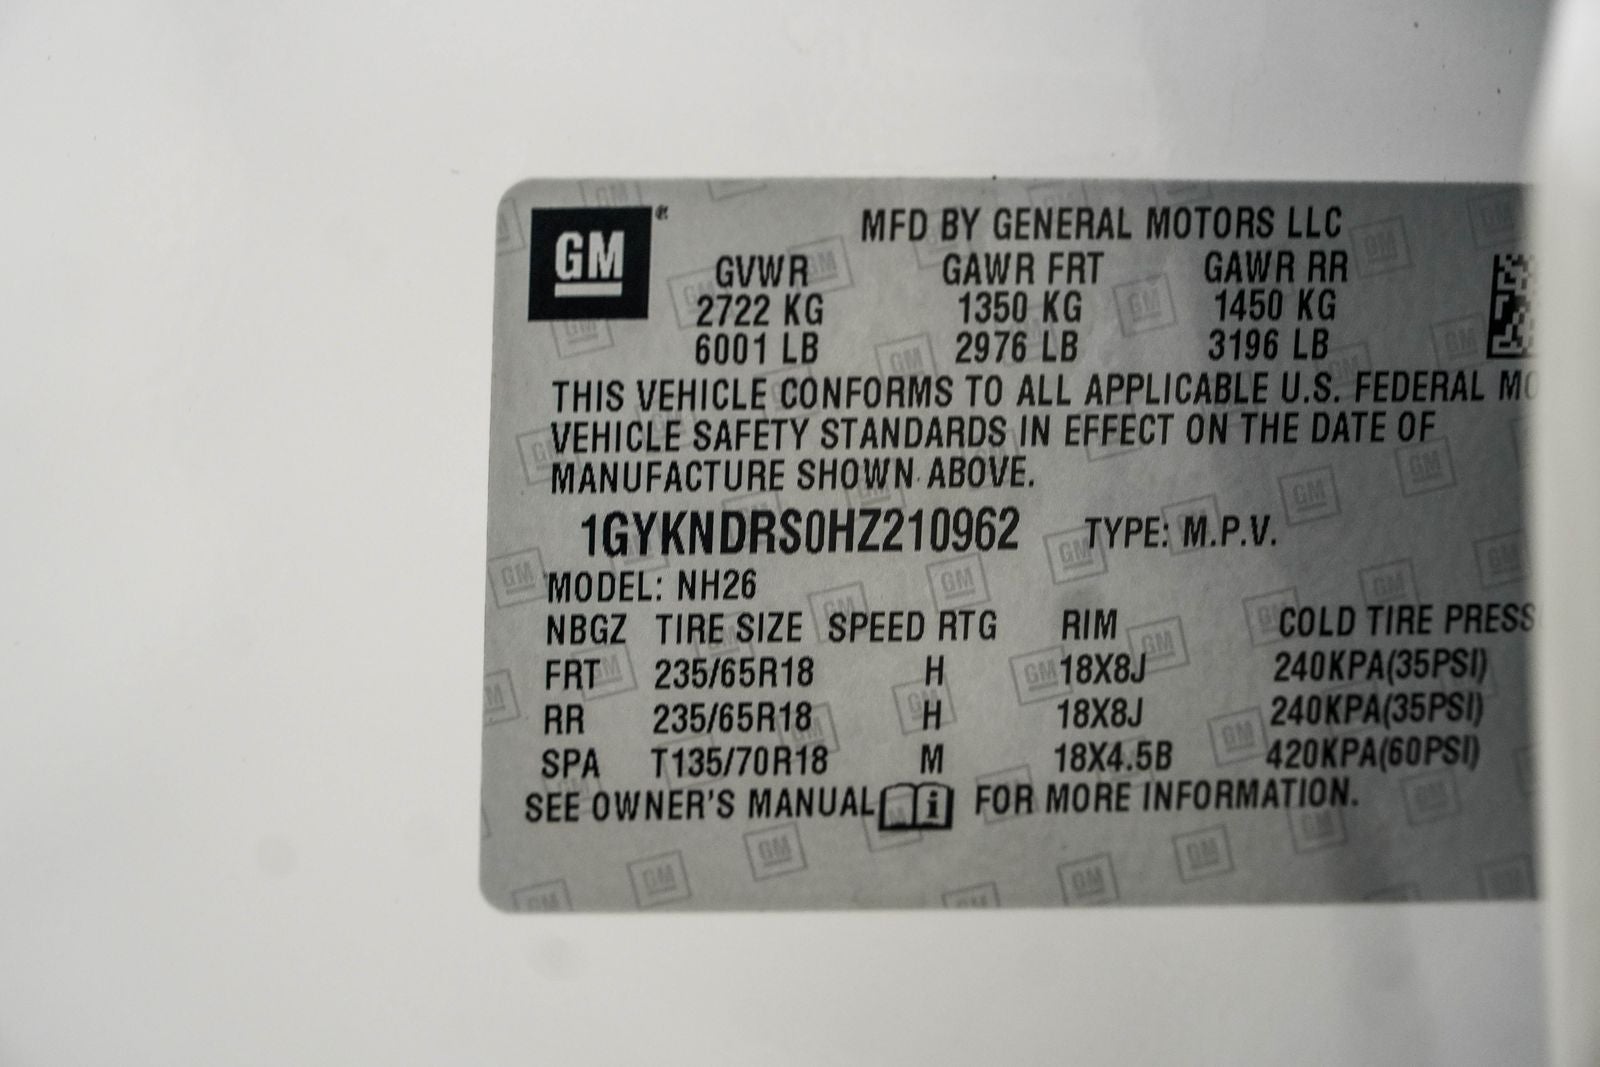 GM
MFD BY GENERAL MOTORS LLC
GVWR GAWR FRT GAWR RR
2722 KG 1350 KG 1450 KG
6001 LB 2976 LB 3196 LB
THIS VEHICLE CONFORMS TO ALL APPLICABLE U.S. FEDERAL MO
VEHICLE SAFETY STANDARDS IN EFFECT ON THE DATE OF
MANUFACTURE SHOWN ABOVE.
1GYKNDRS0HZ210962 TYPE: M.P.V.
MODEL: NH26
NBGZ TIRE SIZE SPEED RTG RIM COLD TIRE PRESS
FRT 235/65R18 H 18X8J 240KPA(35PSI)
RR 235/65R18 H 18X8J 240KPA(35PSI)
SPA T135/70R18 M 18X4.5B 420KPA(60PSI)
SEE OWNER'S MANUAL i FOR MORE INFORMATION.